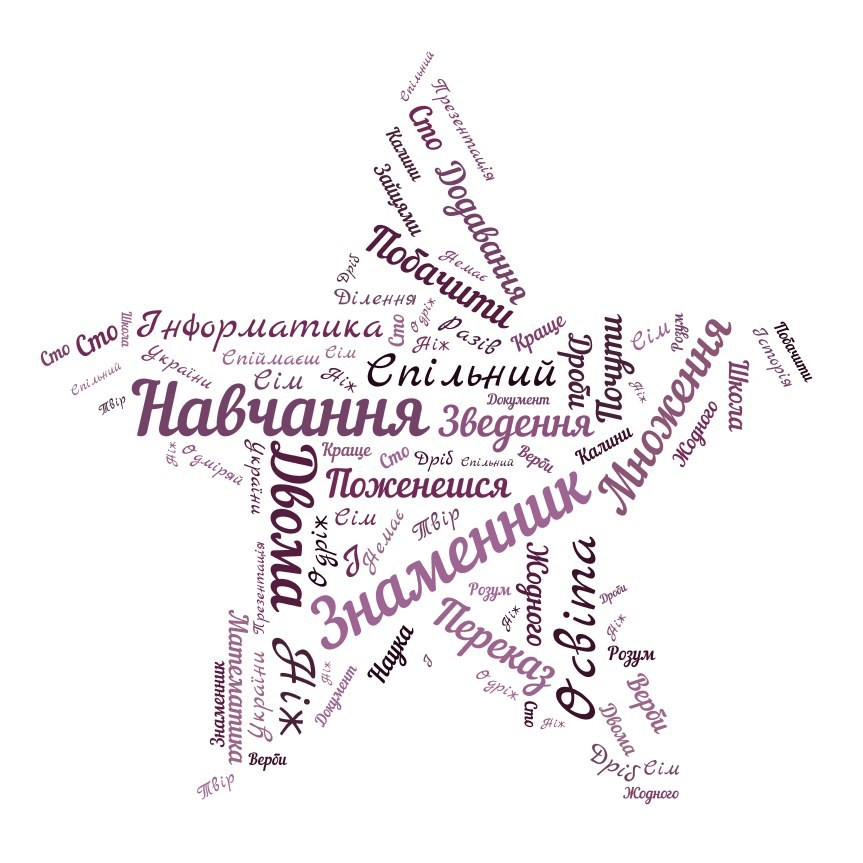 Спільний
Презентація
Сто
Калини
Зайцями
Додавання
Побачити
Немає
Дріб
Ділення
Одріж
Школа
Інформатика
Сто
Разів
Краще
Почути
Сім
Розум
Множення
Побачити
Історія
Сто
Сто
України
Спіймаєш
Сім
Ніж
Дроби
Спільний
Сім
Ніж
Спільний
Ніж
Школа
Твір
Навчання
Документ
Зведення
Калини
Жодного
Ніж
Одміряй
України
Двома
Краще
Сто
Дріб
Спільний
Верби
Поженешся
Знаменник
Сім
Одріж
І
Немає
Твір
Презентація
Жодного
Освіта
Розум
Ніж
Дроби
Переказ
Ніж
Математика
Знаменник
України
Ніж
Ніж
Документ
Наука
І
Одріж
Сто
Ніж
Розум
Верби
Двома
Верби
Твір
Дріб
Сім
Жодного